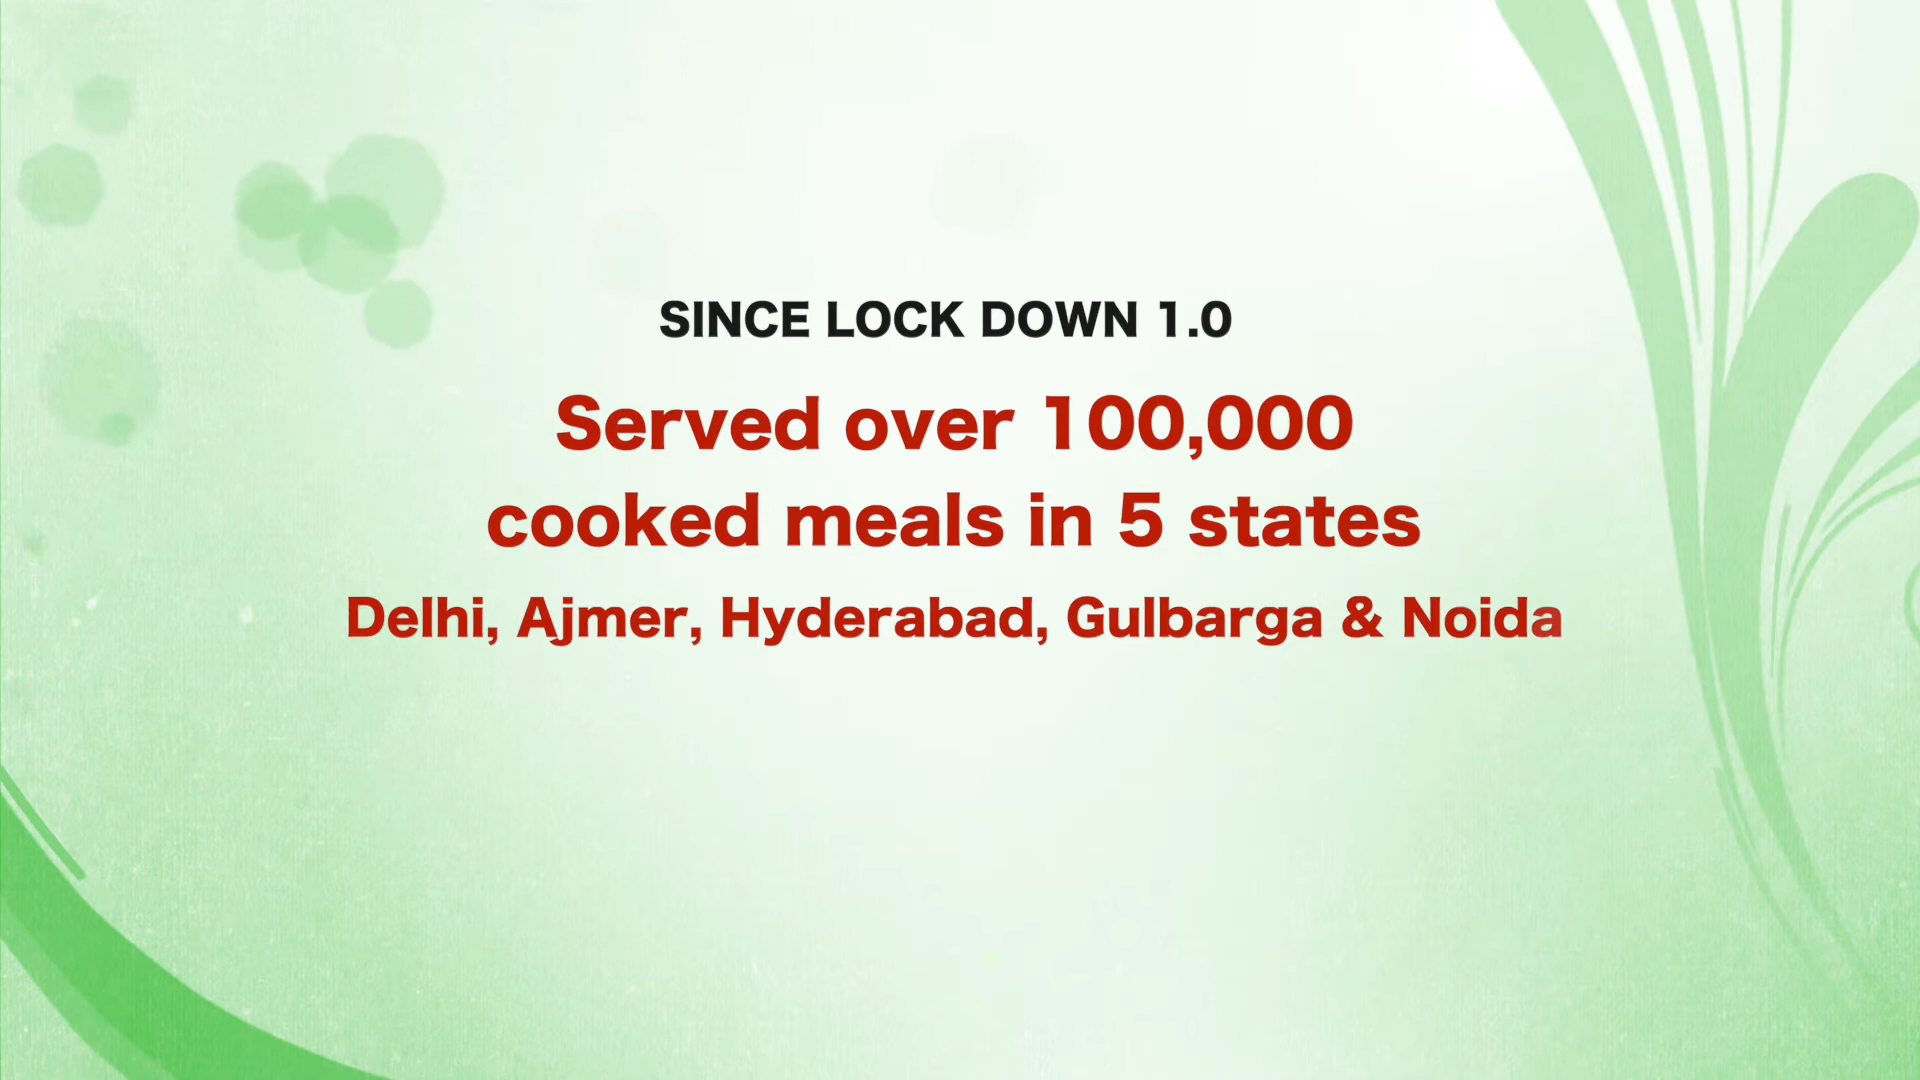 SINCE LOCK DOWN 1.0
Served over 100,000
cooked meals in 5 states
Delhi, Ajmer, Hyderabad, Gulbarga & Noida